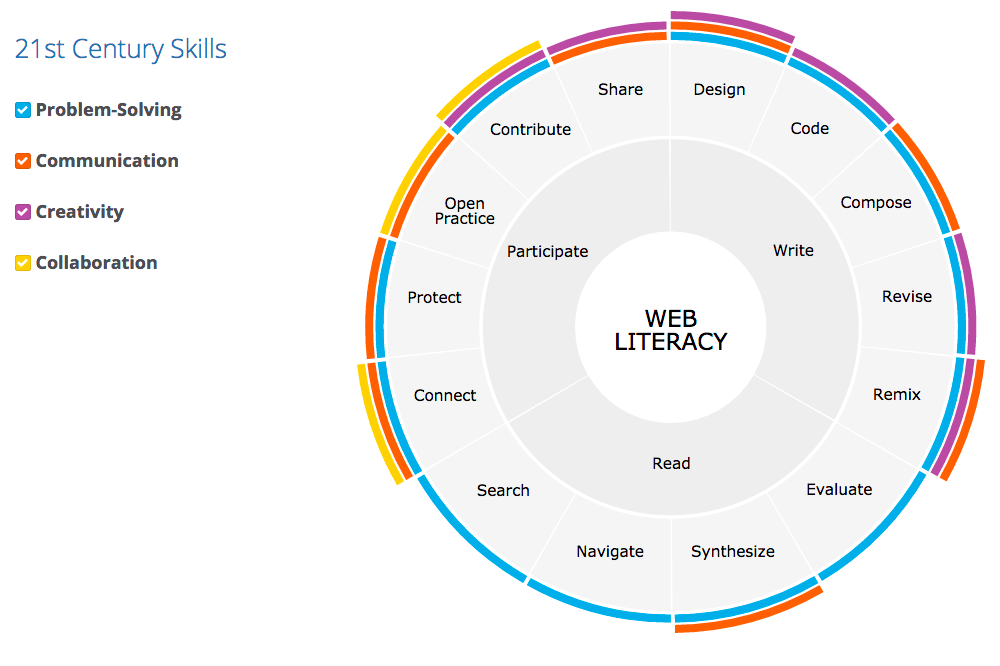 21st Century Skills
Problem-Solving
Communication
Creativity
Collaboration
Share
Design
Contribute
Code
Open
Practice
Compose
Participate
Write
Protect
Revise
WEB
LITERACY
Connect
Remix
Read
Search
Evaluate
Navigate
Synthesize